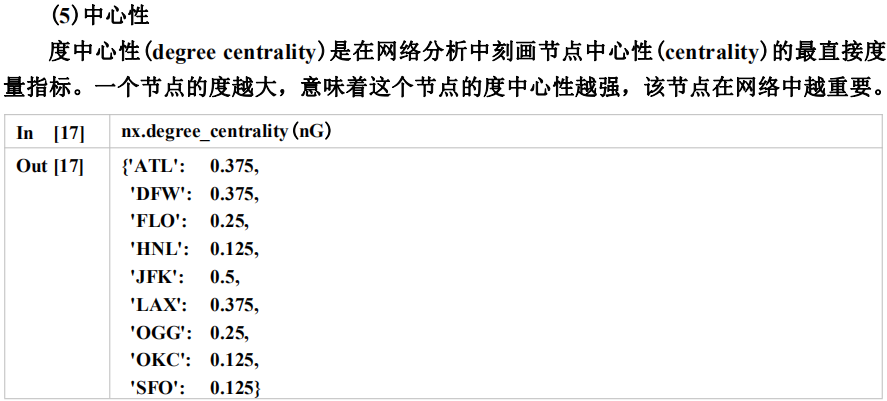 (5)中心性
度中心性(degree centrality)是在网络分析中刻画节点中心性(centrality)的最直接度
量指标。一个节点的度越大，意味着这个节点的度中心性越强，该节点在网络中越重要。
In [17] nx.degree_centrality(nG)
Out [17] {'ATL': 0.375,
'DFW': 0.375,
'FLO': 0.25,
'HNL': 0.125,
'JFK': 0.5,
'LAX': 0.375,
'OGG': 0.25,
'OKC': 0.125,
'SFO': 0.125}